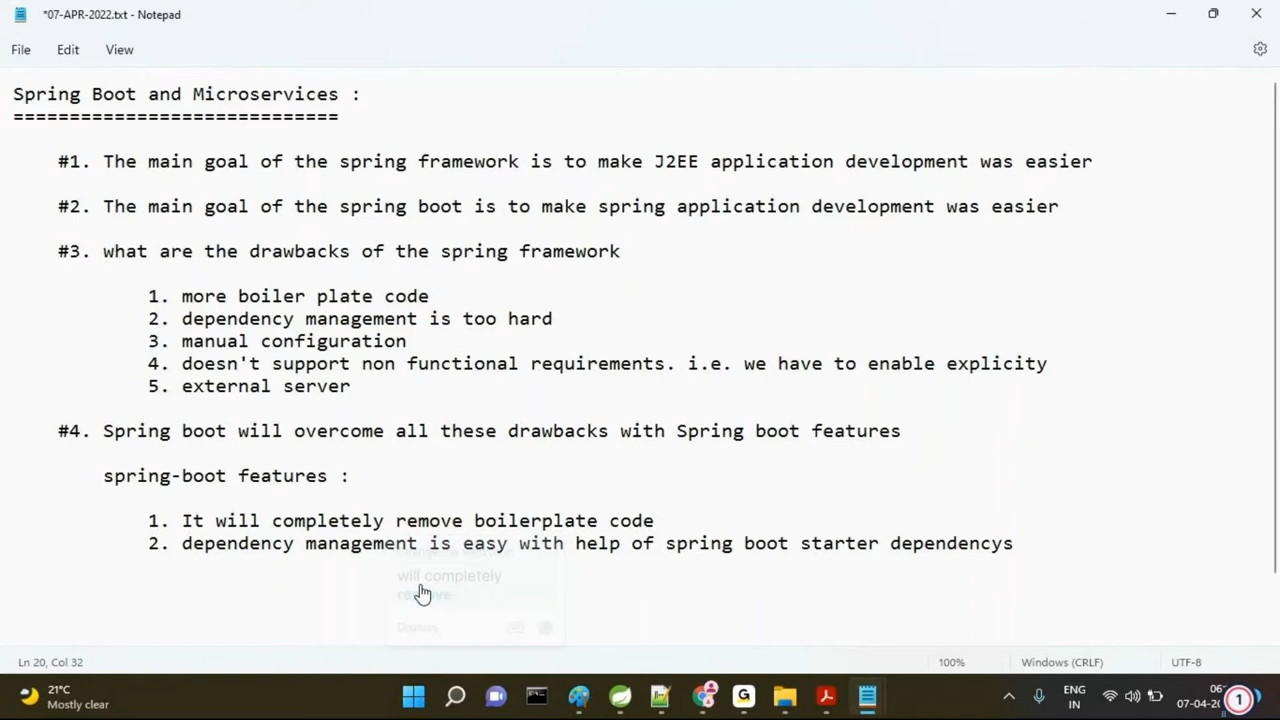 *07-APR-2022.txt - Notepad
File Edit View
Spring Boot and Microservices :
=============================
#1. The main goal of the spring framework is to make J2EE application development was easier
#2. The main goal of the spring boot is to make spring application development was easier
#3. what are the drawbacks of the spring framework
1. more boiler plate code
2. dependency management is too hard
3. manual configuration
4. doesn't support non functional requirements. i.e. we have to enable explicity
5. external server
#4. Spring boot will overcome all these drawbacks with Spring boot features
spring-boot features :
1. It will completely remove boilerplate code
2. dependency management is easy with help of spring boot starter dependencys
will completely
Dismiss
Ln 20, Col 32 100% Windows (CRLF) UTF-8
21°C
Mostly clear
ENG
IN
1